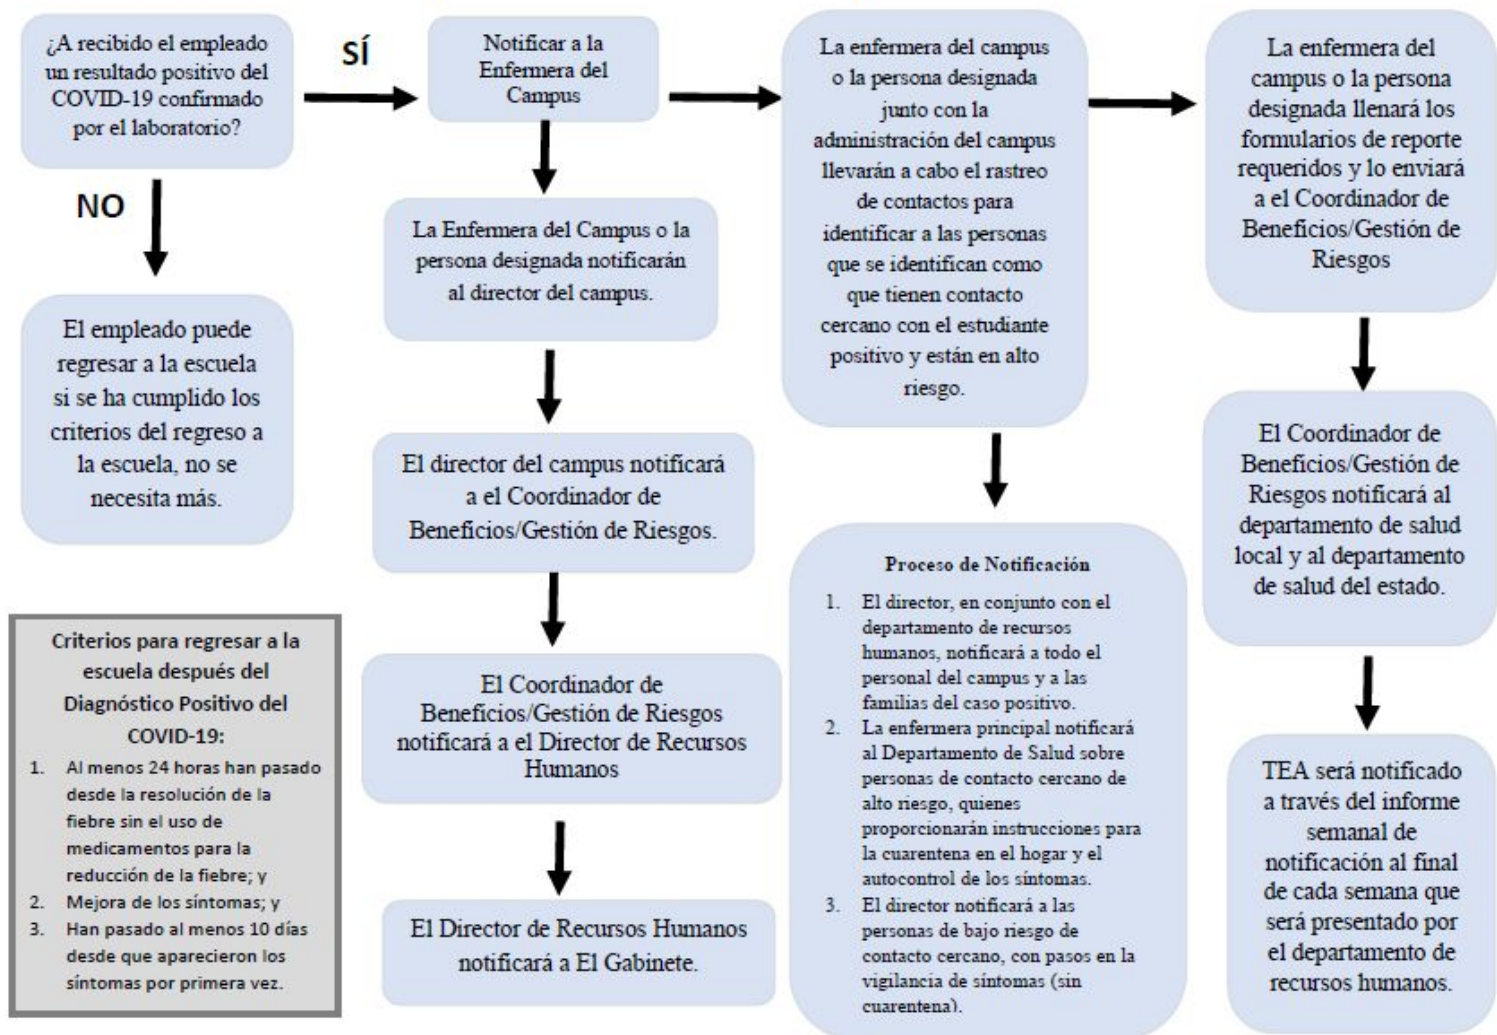 ¿A recibido el empleado
un resultado positivo del
COVID-19 confirmado
por el laboratorio?
SÍ
NO
El empleado puede
regresar a la escuela
si se ha cumplido los
criterios del regreso a
la escuela, no se
necesita más.
Criterios para regresar a la
escuela después del
Diagnóstico Positivo del
COVID-19:
1. Al menos 24 horas han pasado
desde la resolución de la
fiebre sin el uso de
medicamentos para la
reducción de la fiebre; y
2. Mejora de los síntomas; y
3. Han pasado al menos 10 días
desde que aparecieron los
síntomas por primera vez.
Notificar a la
Enfermera del
Campus
La Enfermera del Campus o la
persona designada notificarán
al director del campus.
El director del campus notificará
a el Coordinador de
Beneficios/Gestión de Riesgos.
El Coordinador de
Beneficios/Gestión de Riesgos
notificará a el Director de Recursos
Humanos
El Director de Recursos Humanos
notificará a El Gabinete.
La enfermera del campus
o la persona designada
junto con la
administración del campus
llevarán a cabo el rastreo
de contactos para
identificar a las personas
que se identifican como
que tienen contacto
cercano con el estudiante
positivo y están en alto
riesgo.
Proceso de Notificación
1. El director, en conjunto con el
departamento de recursos
humanos, notificará a todo el
personal del campus y a las
familias del caso positivo.
2. La enfermera principal notificará
al Departamento de Salud sobre
personas de contacto cercano de
alto riesgo, quienes
proporcionarán instrucciones para
la cuarentena en el hogar y el
autocontrol de los síntomas.
3. El director notificará a las
personas de bajo riesgo de
contacto cercano, con pasos en la
vigilancia de síntomas (sin
cuarentena).
La enfermera del
campus o la persona
designada llenará los
formularios de reporte
requeridos y lo enviará
a el Coordinador de
Beneficios/Gestión de
Riesgos
El Coordinador de
Beneficios/Gestión de
Riesgos notificará al
departamento de salud
local y al departamento
de salud del estado.
TEA será notificado
a través del informe
semanal de
notificación al final
de cada semana que
será presentado por
el departamento de
recursos humanos.